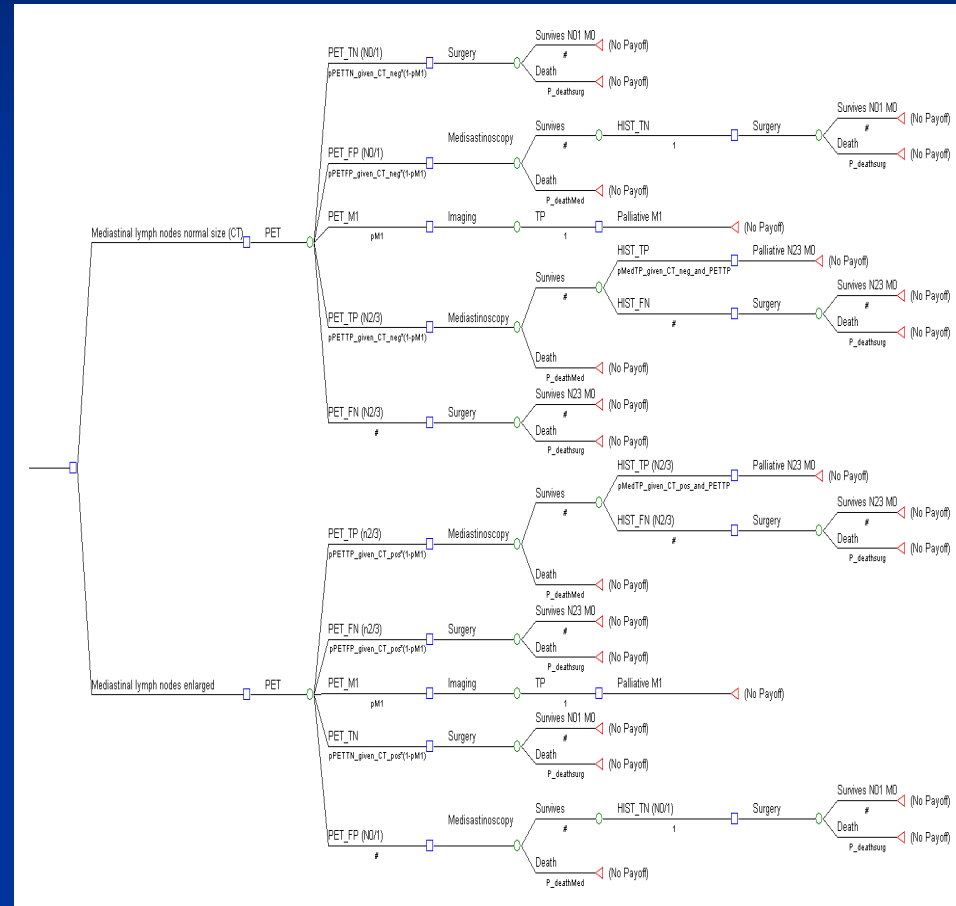 Mediastinal lymph nodes normal size (CT)
PET
PET_TN (N0/1)
pPETTN_given_CT_neg*(1-pM1)
Surgery
Survives N01 M0
#
(No Payoff)
Death
P_deathsurg
(No Payoff)
PET_FP (N0/1)
pPETFP_given_CT_neg*(1-pM1)
Medisastinoscopy
Survives
#
HIST_TN
1
Surgery
Survives N01 M0
#
(No Payoff)
Death
P_deathsurg
(No Payoff)
Death
P_deathMed
(No Payoff)
PET_M1
pM1
Imaging
TP
1
Palliative M1
(No Payoff)
PET_TP (N2/3)
pPETTP_given_CT_neg*(1-pM1)
Mediastinoscopy
Survives
#
HIST_TP
pMedTP_given_CT_neg_and_PETTP
Palliative N23 M0
(No Payoff)
HIST_FN
#
Surgery
Survives N23 M0
#
(No Payoff)
Death
P_deathsurg
(No Payoff)
Death
P_deathMed
(No Payoff)
PET_FN (N2/3)
#
Surgery
Survives N23 M0
#
(No Payoff)
Death
P_deathsurg
(No Payoff)
Mediastinal lymph nodes enlarged
PET
PET_TP (n2/3)
pPETTP_given_CT_pos*(1-pM1)
Mediastinoscopy
Survives
#
HIST_TP (N2/3)
pMedTP_given_CT_pos_and_PETTP
Palliative N23 M0
(No Payoff)
HIST_FN (N2/3)
#
Surgery
Survives N23 M0
#
(No Payoff)
Death
P_deathsurg
(No Payoff)
Death
P_deathMed
(No Payoff)
PET_FN (n2/3)
pPETFP_given_CT_pos*(1-pM1)
Surgery
Survives N23 M0
#
(No Payoff)
Death
P_deathsurg
(No Payoff)
PET_M1
pM1
Imaging
TP
1
Palliative M1
(No Payoff)
PET_TN
pPETTN_given_CT_pos*(1-pM1)
Surgery
Survives N01 M0
#
(No Payoff)
Death
P_deathsurg
(No Payoff)
PET_FP (N0/1)
#
Medisastinoscopy
Survives
#
HIST_TN (N0/1)
1
Surgery
Survives N01 M0
#
(No Payoff)
Death
P_deathsurg
(No Payoff)
Death
P_deathMed
(No Payoff)